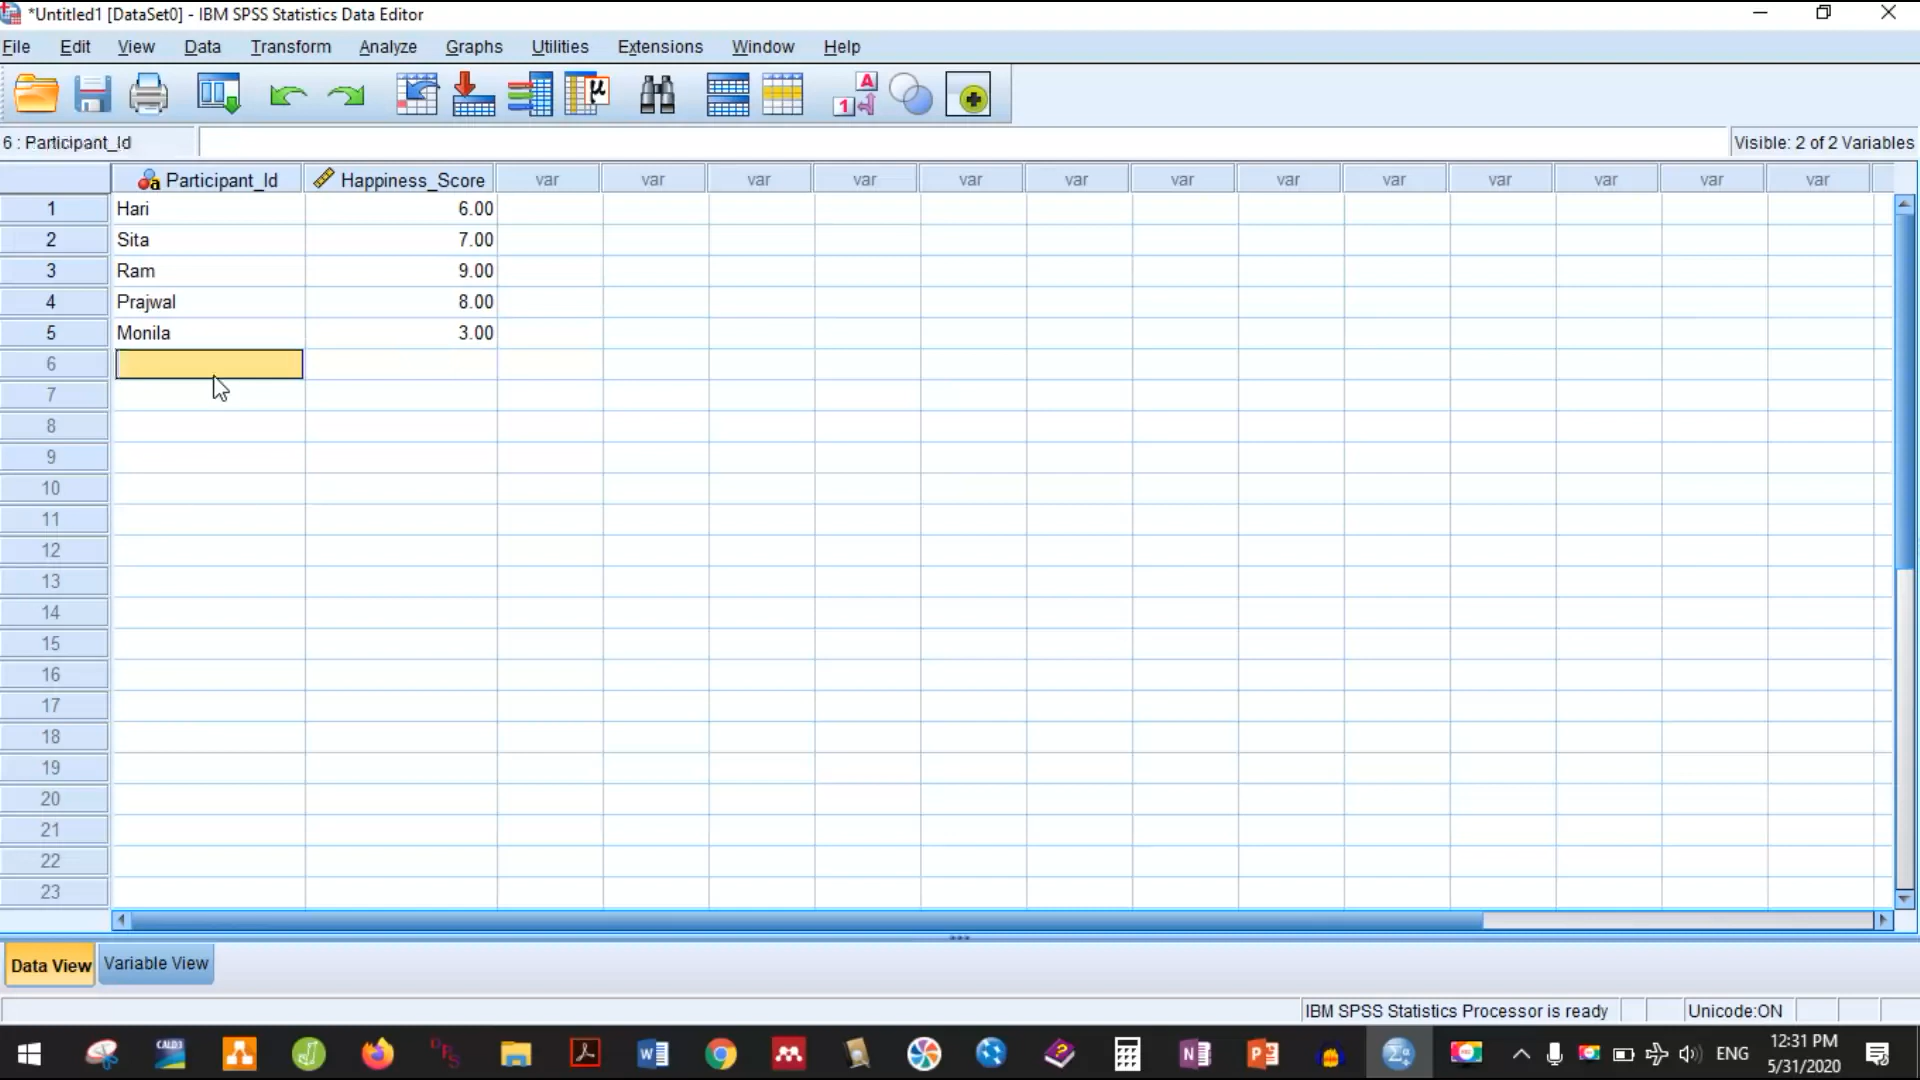 *Untitled1 [DataSet0] - IBM SPSS Statistics Data Editor
File Edit View Data Transform Analyze Graphs Utilities Extensions Window Help
6 : Participant_Id Visible: 2 of 2 Variables
Participant_Id Happiness_Score var var var var var var var var var var var var var
1 Hari 6.00
2 Sita 7.00
3 Ram 9.00
4 Prajwal 8.00
5 Monila 3.00
6
7
8
9
10
11
12
13
14
15
16
17
18
19
20
21
22
23
Data View Variable View
IBM SPSS Statistics Processor is ready Unicode:ON
CALD3 ENG 12:31 PM
5/31/2020